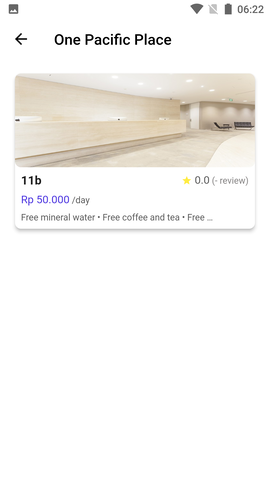 06:22
One Pacific Place
11b
0.0 (- review)
Rp 50.000 /day
Free mineral water • Free coffee and tea • Free ...